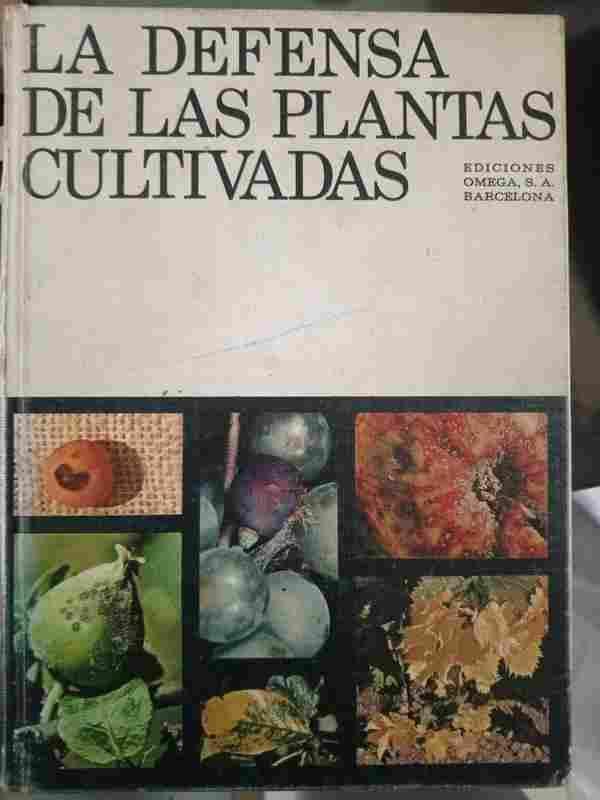 LA DEFENSA
DE LAS PLANTAS
CULTIVADAS
EDICIONES
OMEGA, S. A.
BARCELONA